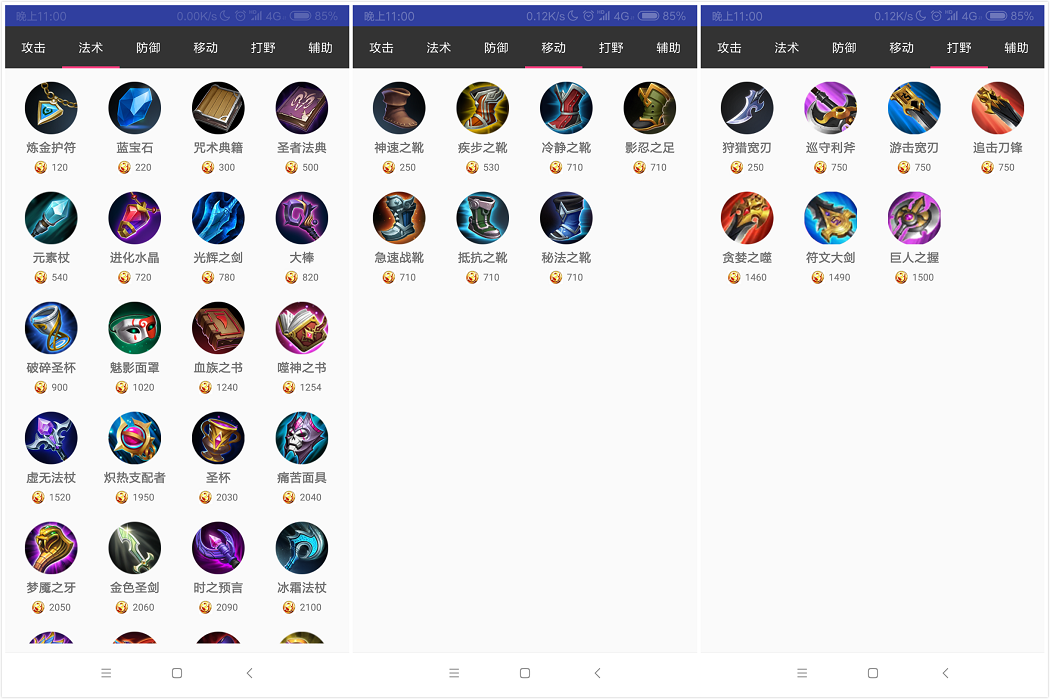 晚上11:00 0.00K/s 4G 85%
攻击 法术 防御 移动 打野 辅助
炼金护符 蓝宝石 咒术典籍 圣者法典
120 220 300 500
元素杖 进化水晶 光辉之剑 大棒
540 720 780 820
破碎圣杯 魅影面罩 血族之书 噬神之书
900 1020 1240 1254
虚无法杖 炽热支配者 圣杯 痛苦面具
1520 1950 2030 2040
梦魇之牙 金色圣剑 时之预言 冰霜法杖
2050 2060 2090 2100
晚上11:00 0.12K/s 4G 85%
攻击 法术 防御 移动 打野 辅助
神速之靴 疾步之靴 冷静之靴 影忍之足
250 530 710 710
急速战靴 抵抗之靴 秘法之靴
710 710 710
晚上11:00 0.12K/s 4G 85%
攻击 法术 防御 移动 打野 辅助
狩猎宽刃 巡守利斧 游击宽刃 追击刀锋
250 750 750 750
贪婪之噬 符文大剑 巨人之握
1460 1490 1500